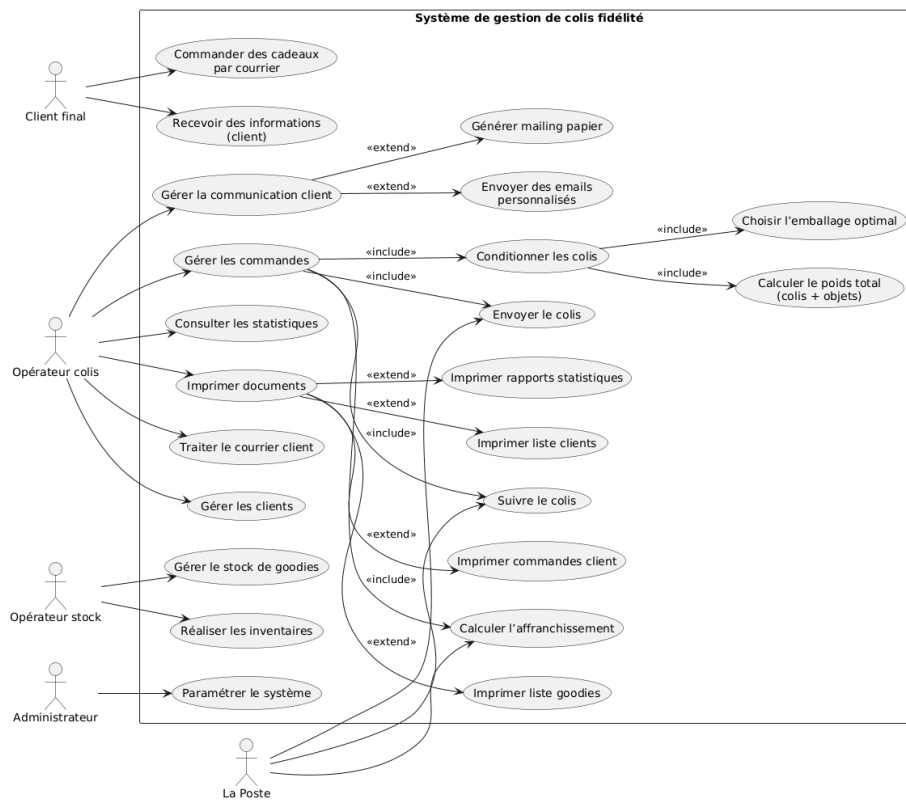 Système de gestion de colis fidélité
Commander des cadeaux
par courrier
Client final
Recevoir des informations
(client)
Générer mailing papier
«extend»
Gérer la communication client
«extend»
Envoyer des emails
personnalisés
Choisir l'emballage optimal
«include»
Gérer les commandes
«include»
Conditionner les colis
«include»
«include»
Calculer le poids total
(colis + objets)
Envoyer le colis
Consulter les statistiques
Opérateur colis
Imprimer documents
«extend»
Imprimer rapports statistiques
«extend»
«include»
Imprimer liste clients
Traiter le courrier client
Gérer les clients
Suivre le colis
«extend»
Imprimer commandes client
Gérer le stock de goodies
Opérateur stock
«include»
Calculer l'affranchissement
Réaliser les inventaires
«extend»
Imprimer liste goodies
Paramétrer le système
Administrateur
La Poste